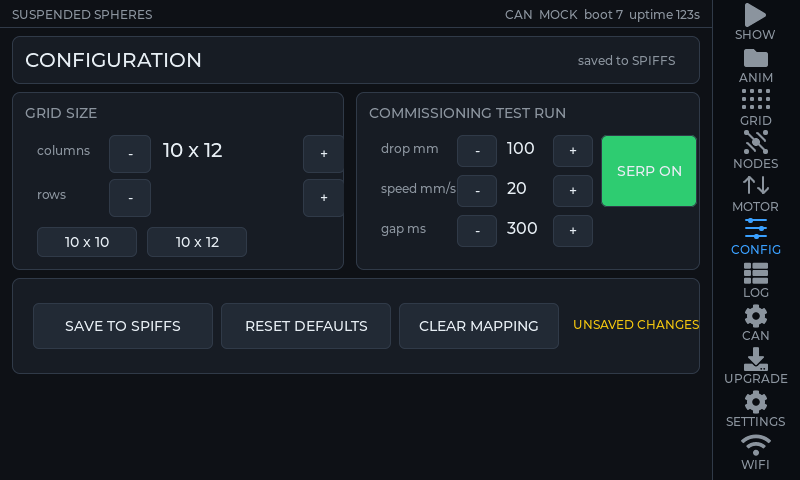 SUSPENDED SPHERES
CAN MOCK boot 7 uptime 123s
CONFIGURATION
saved to SPIFFS
GRID SIZE
columns - 10 x 12 +
rows - +
10 x 10 10 x 12
COMMISSIONING TEST RUN
drop mm - 100 +
speed mm/s - 20 +
gap ms - 300 +
SERP ON
SAVE TO SPIFFS RESET DEFAULTS CLEAR MAPPING UNSAVED CHANGES
SHOW
ANIM
GRID
NODES
MOTOR
CONFIG
LOG
CAN
UPGRADE
SETTINGS
WIFI